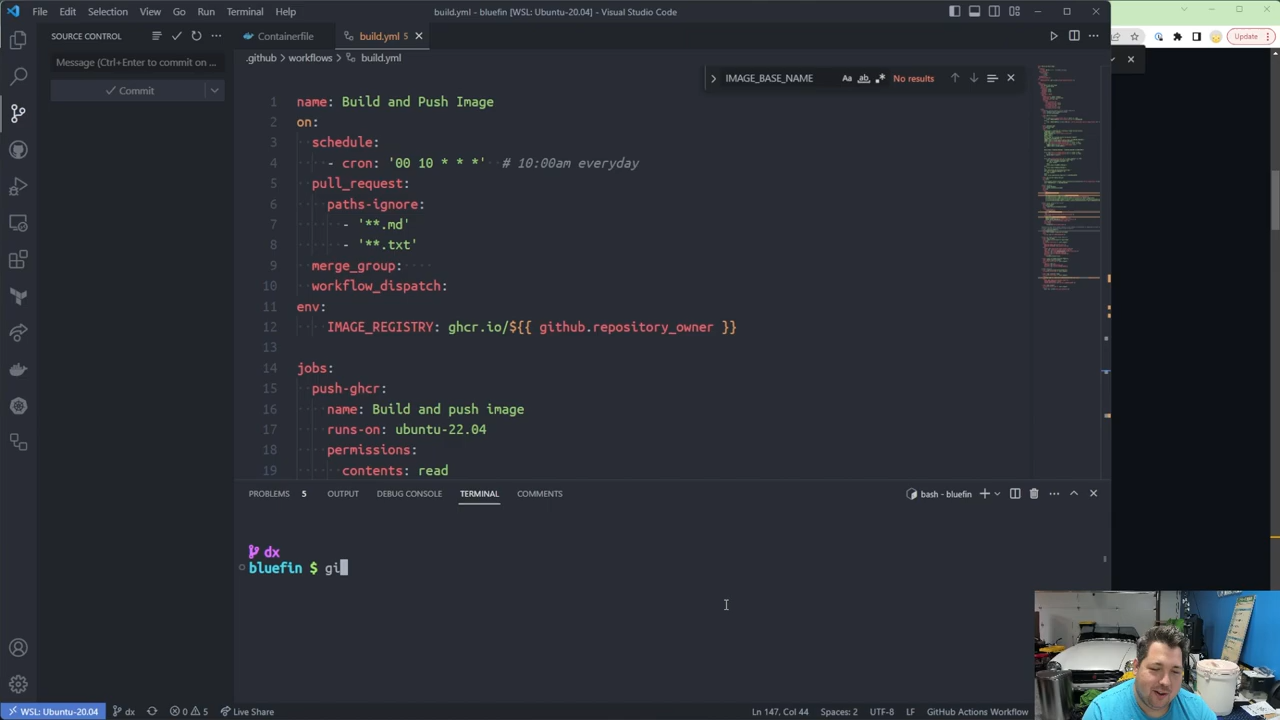 File Edit Selection View Go Run Terminal Help
build.yml - bluefin [WSL: Ubuntu-20.04] - Visual Studio Code
SOURCE CONTROL
Containerfile
build.yml 5
Update
Message (Ctrl+Enter to commit on ...
.github > workflows > build.yml
Commit
IMAGE_BASE_NAME
Aa ab
No results
1 name: Build and Push Image
2 on:
3 schedule:
4 - cron: '00 10 * * *' # 10:00am everyday
5 pull_request:
6 paths-ignore:
7 - '**.md'
8 - '**.txt'
9 merge_group:
10 workflow_dispatch:
11 env:
12 IMAGE_REGISTRY: ghcr.io/${{ github.repository_owner }}
13
14 jobs:
15 push-ghcr:
16 name: Build and push image
17 runs-on: ubuntu-22.04
18 permissions:
19 contents: read
PROBLEMS 5 OUTPUT DEBUG CONSOLE TERMINAL COMMENTS
bash - bluefin
dx
bluefin $ gi
WSL: Ubuntu-20.04 dx 0 5 Live Share
Ln 147, Col 44 Spaces: 2 UTF-8 LF GitHub Actions Workflow